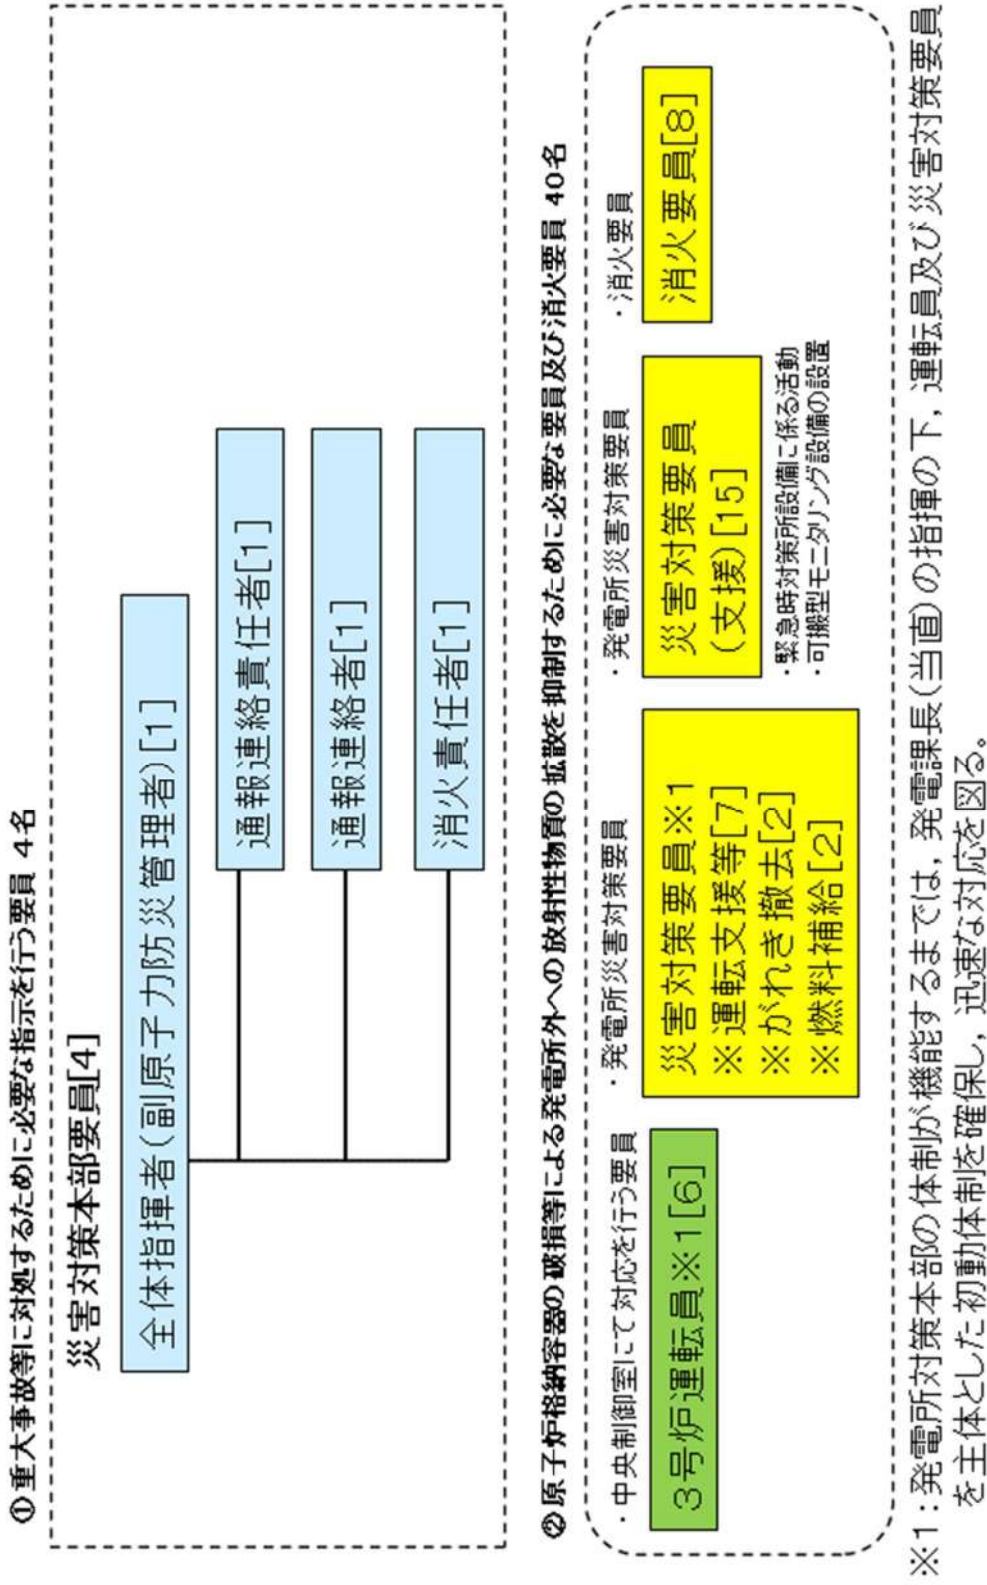 ①重大事故等に対処するために必要な指示を行う要員 4名
災害対策本部要員[4]
全体指揮者(副原子力防災管理者)[1]
通報連絡責任者[1]
通報連絡者[1]
消火責任者[1]
②原子炉格納容器の破損等による発電所外への放射性物質の拡散を抑制するために必要な要員及び消火要員 40名
・中央制御室にて対応を行う要員
3号炉運転員※1[6]
・発電所災害対策要員
災害対策要員※1
※運転支援等[7]
※がれき撤去[2]
※燃料補給[2]
・発電所災害対策要員
災害対策要員
(支援)[15]
・緊急時対策所設備に係る活動
・可搬型モニタリング設備の設置
・消火要員
消火要員[8]
※1:発電所対策本部の体制が機能するまでは,発電課長(当直)の指揮の下,運転員及び災害対策要員
を主体とした初動体制を確保し,迅速な対応を図る。